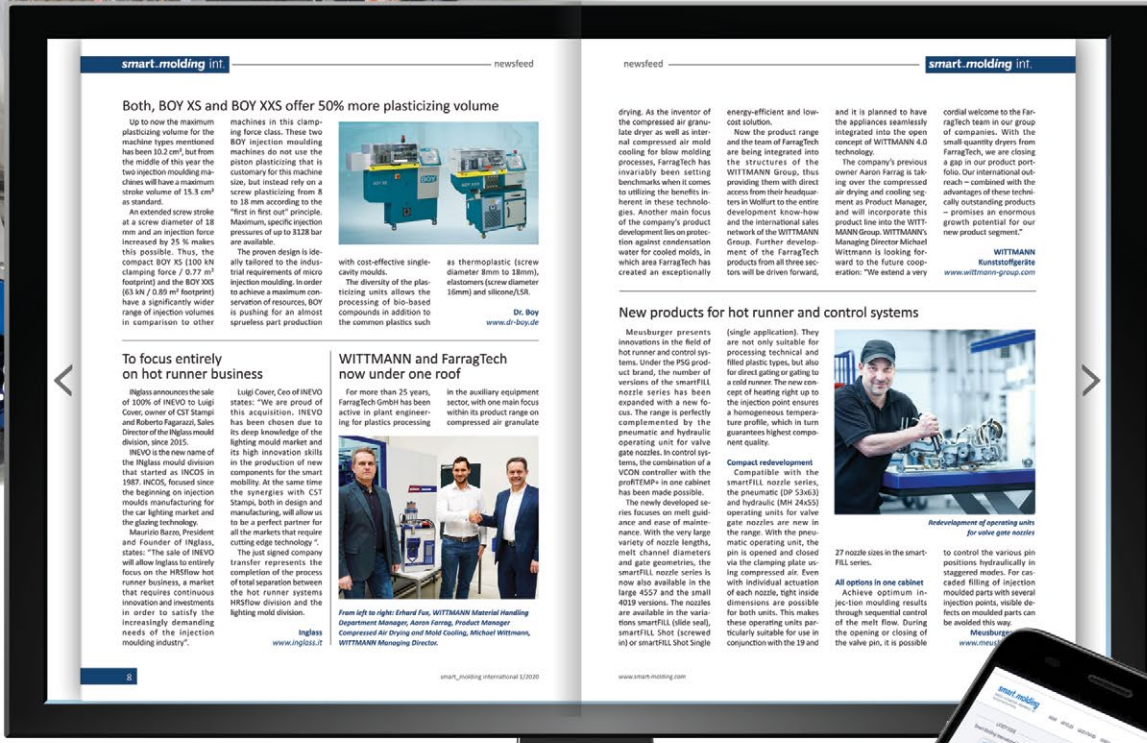 smart_molding int.
newsfeed
Both, BOY XS and BOY XXS offer 50% more plasticizing volume
Up to now the maximum
plasticizing volume for the
machine types mentioned
has been 10.2 cm³, but from
the middle of this year the
two injection moulding ma-
chines will have a maximum
stroke volume of 15.3 cm³
as standard.
An extended screw stroke
at a screw diameter of 18
mm and an injection force
increased by 25 % makes
this possible. Thus, the
compact BOY XS (100 kN
clamping force / 0.77 m²
footprint) and the BOY XXS
(63 kN / 0.89 m² footprint)
have a significantly wider
range of injection volumes
in comparison to other
machines in this clamp-
ing force class. These two
BOY injection moulding
machines do not use the
piston plasticizing that is
customary for this machine
size, but instead rely on a
screw plasticizing from 8
to 18 mm according to the
"first in first out" principle.
Maximum, specific injection
pressures of up to 3128 bar
are available.
The proven design is ide-
ally tailored to the indus-
trial requirements of micro
injection moulding. In order
to achieve a maximum con-
servation of resources, BOY
is pushing for an almost
sprueless part production
BOY
with cost-effective single-
cavity moulds.
The diversity of the plas-
ticizing units allows the
processing of bio-based
compounds in addition to
the common plastics such
as thermoplastic (screw
diameter 8mm to 18mm),
elastomers (screw diameter
16mm) and silicone/LSR.
Dr. Boy
www.dr-boy.de
To focus entirely
on hot runner business
INglass announces the sale
of 100% of INEVO to Luigi
Cover, owner of CST Stampi
and Roberto Fagarazzi, Sales
Director of the INglass mould
division, since 2015.
INEVO is the new name of
the INglass mould division
that started as INCOS in
1987. INCOS, focused since
the beginning on injection
moulds manufacturing for
the car lighting market and
the glazing technology.
Maurizio Bazzo, President
and Founder of INglass,
states: "The sale of INEVO
will allow Inglass to entirely
focus on the HRSflow hot
runner business, a market
that requires continuous
innovation and investments
in order to satisfy the
increasingly demanding
needs of the injection
moulding industry".
Luigi Cover, Ceo of INEVO
states: "We are proud of
this acquisition. INEVO
has been chosen due to
its deep knowledge of the
lighting mould market and
its high innovation skills
in the production of new
components for the smart
mobility. At the same time
the synergies with CST
Stampi, both in design and
manufacturing, will allow us
to be a perfect partner for
all the markets that require
cutting edge technology ".
The just signed company
transfer represents the
completion of the process
of total separation between
the hot runner systems
HRSflow division and the
lighting mold division.
Inglass
www.inglass.it
WITTMANN and FarragTech
now under one roof
For more than 25 years,
FarragTech GmbH has been
active in plant engineer-
ing for plastics processing
in the auxiliary equipment
sector, with one main focus
within its product range on
compressed air granulate
From left to right: Erhard Fux, WITTMANN Material Handling
Department Manager, Aaron Farrag, Product Manager
Compressed Air Drying and Mold Cooling, Michael Wittmann,
WITTMANN Managing Director.
8
smart_molding international 1/2020
newsfeed
smart_molding int.
drying. As the inventor of
the compressed air granu-
late dryer as well as inter-
nal compressed air mold
cooling for blow molding
processes, FarragTech has
invariably been setting
benchmarks when it comes
to utilizing the benefits in-
herent in these technolo-
gies. Another main focus
of the company's product
development lies on protec-
tion against condensation
water for cooled molds, in
which area FarragTech has
created an exceptionally
energy-efficient and low-
cost solution.
Now the product range
and the team of FarragTech
are being integrated into
the structures of the
WITTMANN Group, thus
providing them with direct
access from their headquar-
ters in Wolfurt to the entire
development know-how
and the international sales
network of the WITTMANN
Group. Further develop-
ment of the FarragTech
products from all three sec-
tors will be driven forward,
and it is planned to have
the appliances seamlessly
integrated into the open
concept of WITTMANN 4.0
technology.
The company's previous
owner Aaron Farrag is tak-
ing over the compressed
air drying and cooling seg-
ment as Product Manager,
and will incorporate this
product line into the WITT-
MANN Group. WITTMANN's
Managing Director Michael
Wittmann is looking for-
ward to the future coop-
eration: "We extend a very
cordial welcome to the Far-
ragTech team in our group
of companies. With the
small-quantity dryers from
FarragTech, we are closing
a gap in our product port-
folio. Our international out-
reach – combined with the
advantages of these techni-
cally outstanding products
– promises an enormous
growth potential for our
new product segment."
WITTMANN
Kunststoffgeräte
www.wittmann-group.com
New products for hot runner and control systems
Meusburger presents
innovations in the field of
hot runner and control sys-
tems. Under the PSG prod-
uct brand, the number of
versions of the smartFILL
nozzle series has been
expanded with a new fo-
cus. The range is perfectly
complemented by the
pneumatic and hydraulic
operating unit for valve
gate nozzles. In control sys-
tems, the combination of a
VCON controller with the
profiTEMP+ in one cabinet
has been made possible.
The newly developed se-
ries focuses on melt guid-
ance and ease of mainte-
nance. With the very large
variety of nozzle lengths,
melt channel diameters
and gate geometries, the
smartFILL nozzle series is
now also available in the
large 4557 and the small
4019 versions. The nozzles
are available in the varia-
tions smartFILL (slide seal),
smartFILL Shot (screwed
in) or smartFILL Shot Single
(single application). They
are not only suitable for
processing technical and
filled plastic types, but also
for direct gating or gating to
a cold runner. The new con-
cept of heating right up to
the injection point ensures
a homogeneous tempera-
ture profile, which in turn
guarantees highest compo-
nent quality.
Compact redevelopment
Compatible with the
smartFILL nozzle series,
the pneumatic (DP 53x63)
and hydraulic (MH 24x55)
operating units for valve
gate nozzles are new in
the range. With the pneu-
matic operating unit, the
pin is opened and closed
via the clamping plate us-
ing compressed air. Even
with individual actuation
of each nozzle, tight inside
dimensions are possible
for both units. This makes
these operating units par-
ticularly suitable for use in
conjunction with the 19 and
Redevelopment of operating units
for valve gate nozzles
27 nozzle sizes in the smart-
FILL series.
All options in one cabinet
Achieve optimum in-
jec-tion moulding results
through sequential control
of the melt flow. During
the opening or closing of
the valve pin, it is possible
to control the various pin
positions hydraulically in
staggered modes. For cas-
caded filling of injection
moulded parts with several
injection points, visible de-
fects on moulded parts can
be avoided this way.
Meusburger
www.meusb
www.smart-molding.com
smart_molding